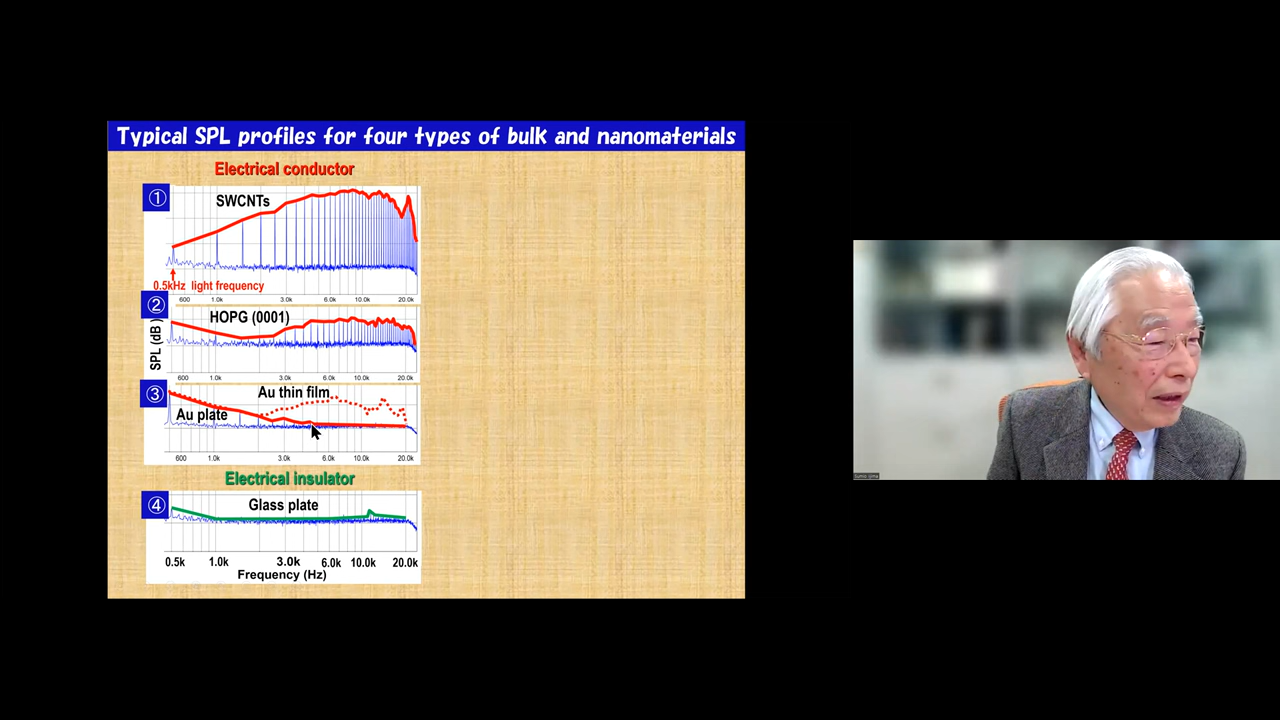 Typical SPL profiles for four types of bulk and nanomaterials
Electrical conductor
①
SWCNTs
0.5kHz light frequency
600 1.0k 3.0k 6.0k 10.0k 20.0k
②
HOPG (0001)
SPL (dB)
600 1.0k 3.0k 6.0k 10.0k 20.0k
③
Au thin film
Au plate
600 1.0k 3.0k 6.0k 10.0k 20.0k
Electrical insulator
④
Glass plate
0.5k 1.0k 3.0k 6.0k 10.0k 20.0k
Frequency (Hz)